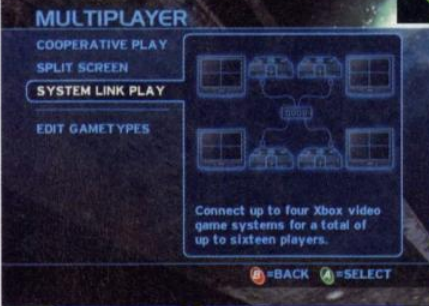 MULTIPLAYER
COOPERATIVE PLAY
SPLIT SCREEN
SYSTEM LINK PLAY
EDIT GAMETYPES
Connect up to four Xbox video
game systems for a total of
up to sixteen players.
B =BACK A =SELECT